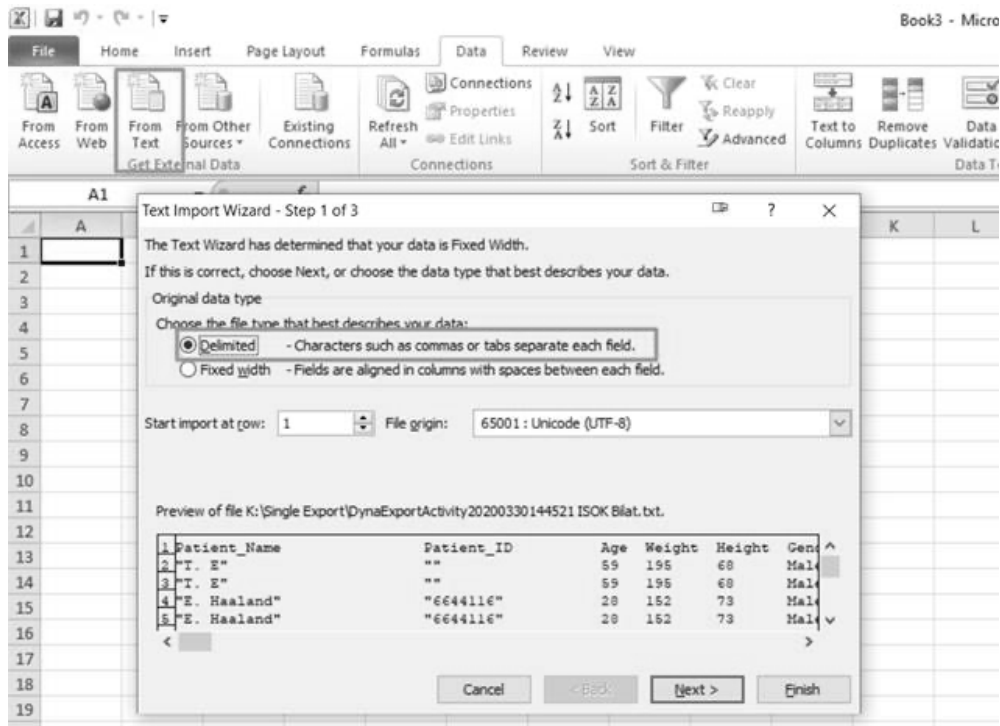 Book3 - Micro
File Home Insert Page Layout Formulas Data Review View
From Access
From Web
From Text
From Other Sources
Existing Connections
Get External Data
Refresh All
Connections
Properties
Edit Links
Connections
Sort
Filter
Clear
Reapply
Advanced
Sort & Filter
Text to Columns
Remove Duplicates
Data Validatio
Data T
A1
A K L
Text Import Wizard - Step 1 of 3 ?
The Text Wizard has determined that your data is Fixed Width.
If this is correct, choose Next, or choose the data type that best describes your data.
Original data type
Choose the file type that best describes your data:
Delimited - Characters such as commas or tabs separate each field.
Fixed width - Fields are aligned in columns with spaces between each field.
Start import at row: 1 File origin: 65001 : Unicode (UTF-8)
Preview of file K:\Single Export\DynaExportActivity20200330144521 ISOK Bilat.txt.
1 Patient_Name Patient_ID Age Weight Height Gend
2 "T. E" "" 59 195 68 Male
3 "T. E" "" 59 195 68 Male
4 "E. Haaland" "6644116" 28 152 73 Male
5 "E. Haaland" "6644116" 28 152 73 Male
Cancel < Back Next > Finish
1
2
3
4
5
6
7
8
9
10
11
12
13
14
15
16
17
18
19